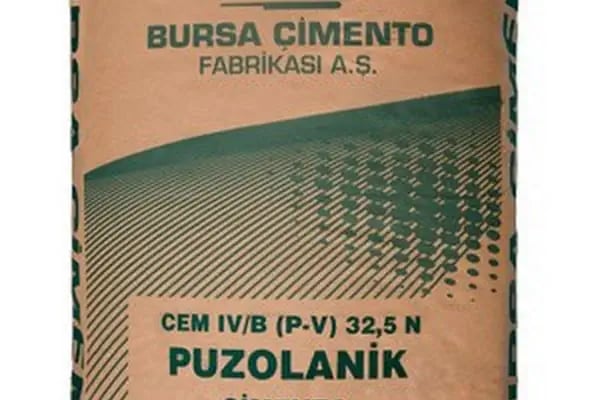 BURSA ÇİMENTO
FABRİKASI A.Ş.
CEM IV/B (P-V) 32,5 N
PUZOLANİK